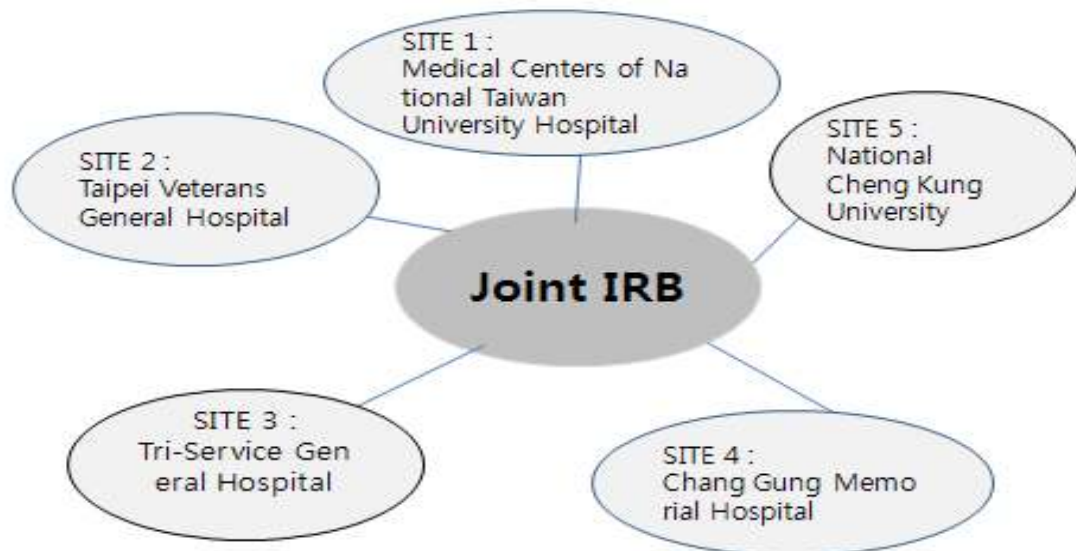 SITE 1 :
Medical Centers of Na
tional Taiwan
University Hospital
SITE 2 :
Taipei Veterans
General Hospital
SITE 5 :
National
Cheng Kung
University
Joint IRB
SITE 3 :
Tri-Service Gen
eral Hospital
SITE 4 :
Chang Gung Memo
rial Hospital